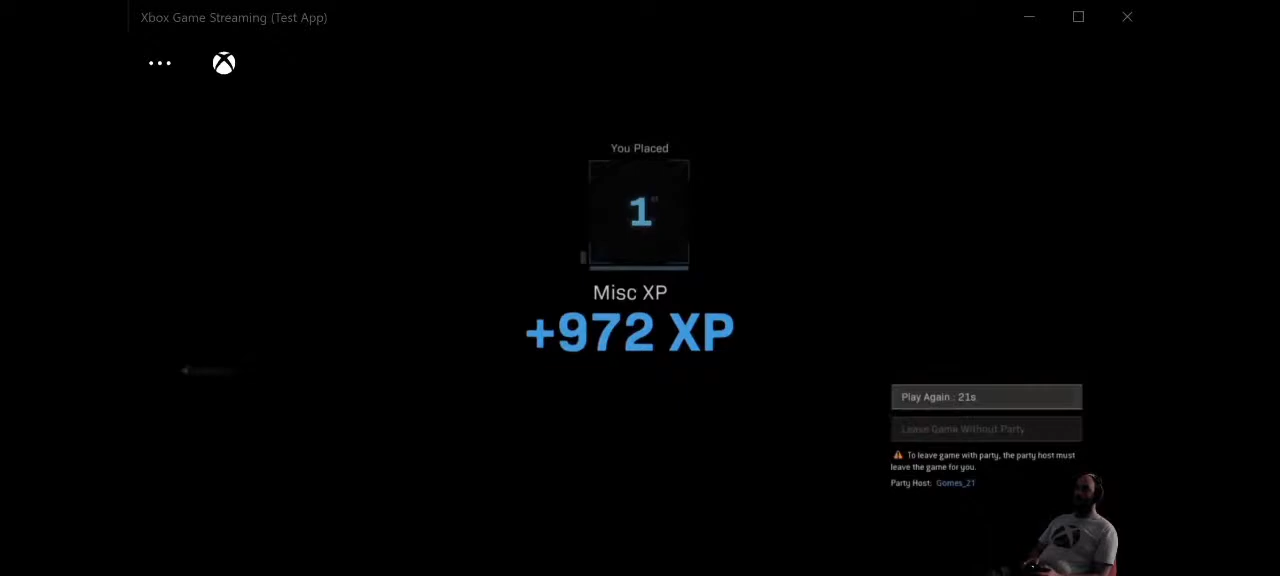 Xbox Game Streaming (Test App)
You Placed
1st
Misc XP
+972 XP
Play Again : 21s
Leave Game Without Party
To leave game with party, the party host must
leave the game for you.
Party Host: Gomes_21